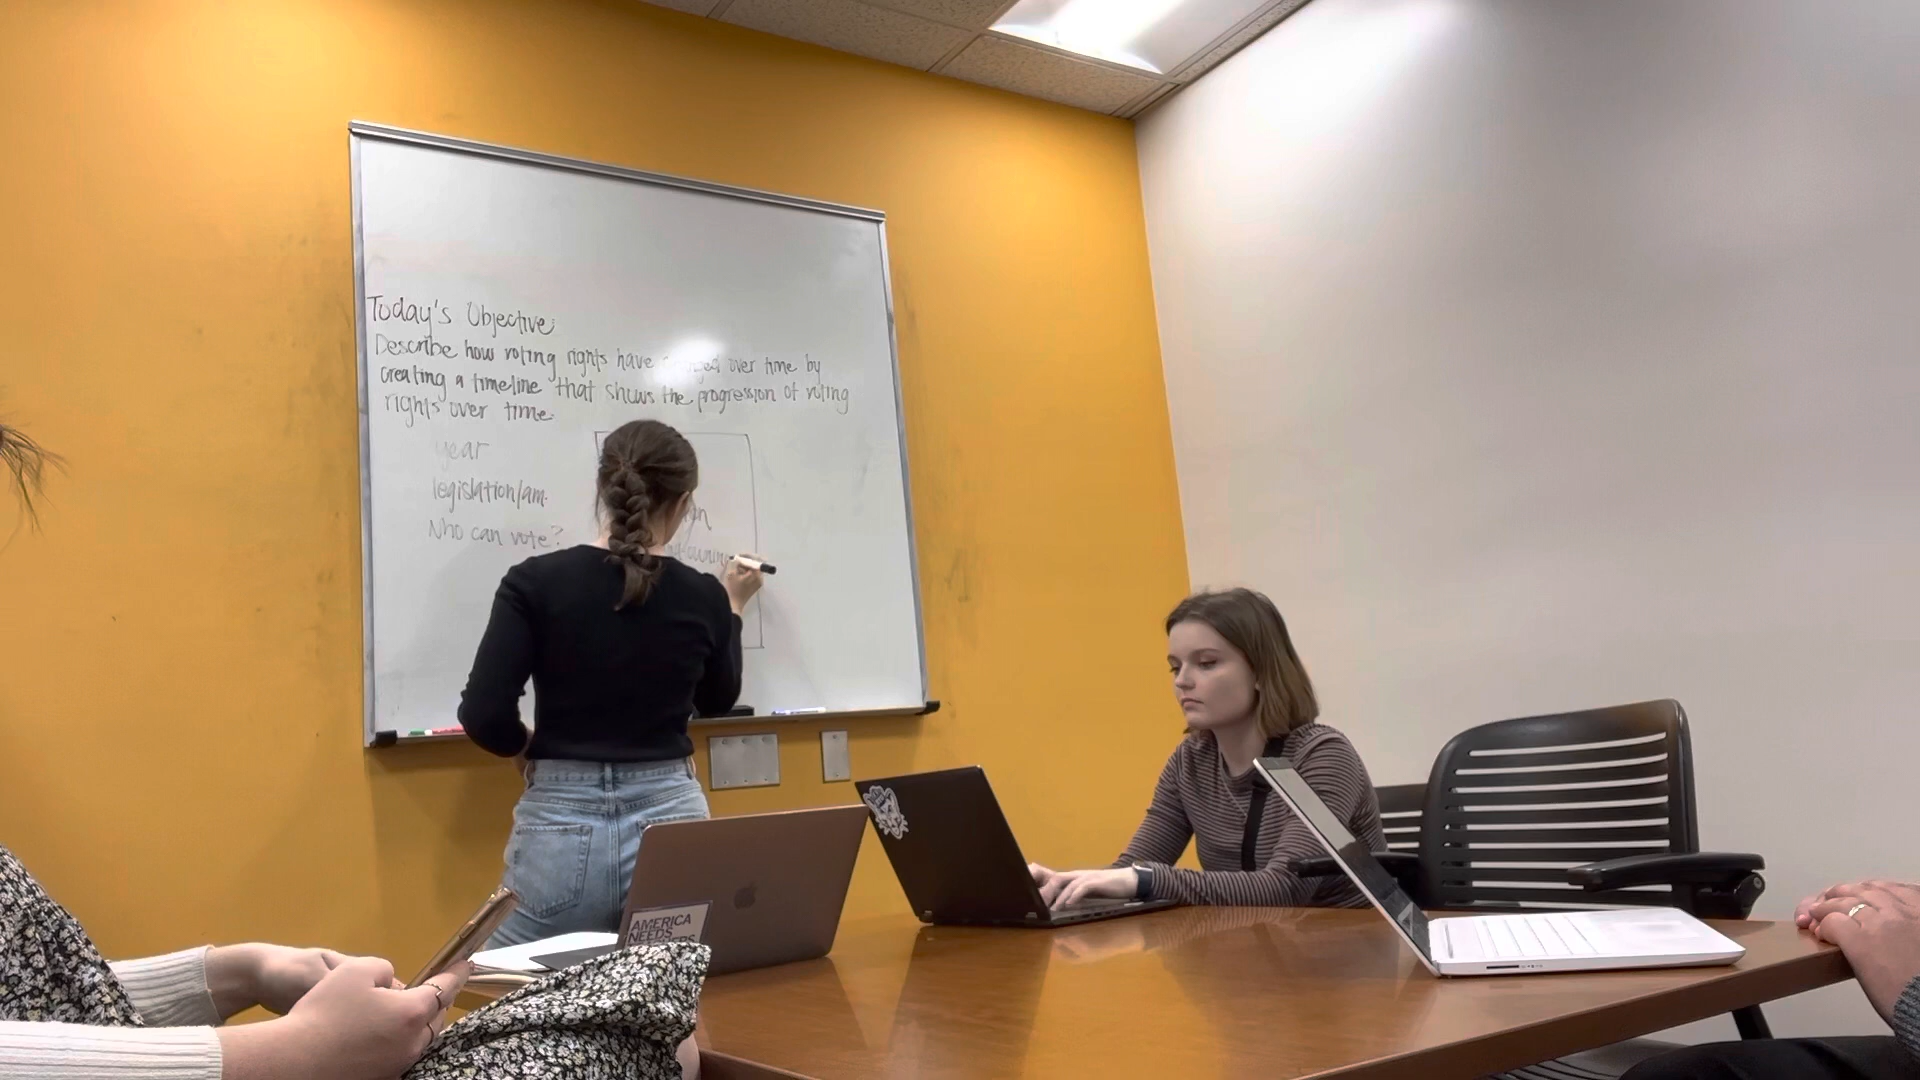 Today's Objective:
Describe how voting rights have changed over time by
creating a timeline that shows the progression of voting
rights over time.
year
legislation/am.
Who can vote?
AMERICA
NEEDS